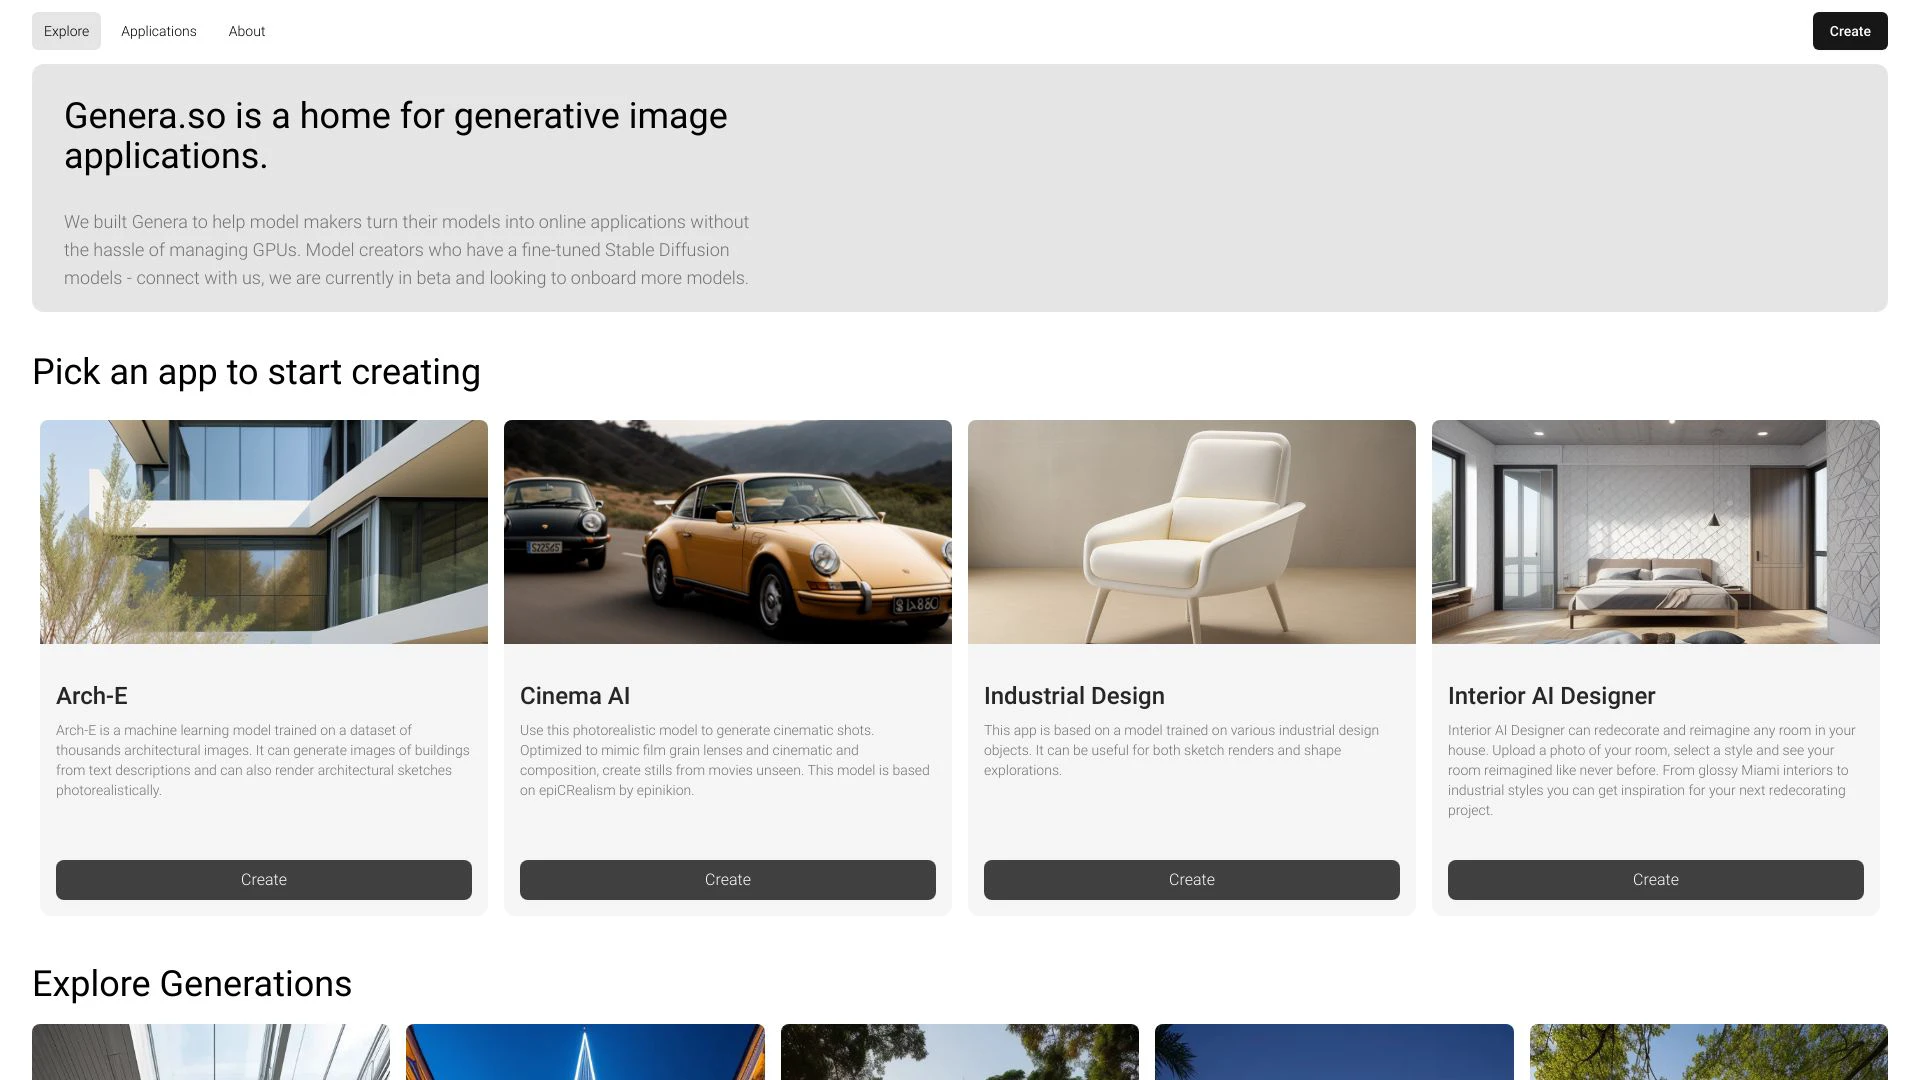 Explore
Applications
About
Create
Genera.so is a home for generative image
applications.
We built Genera to help model makers turn their models into online applications without
the hassle of managing GPUs. Model creators who have a fine-tuned Stable Diffusion
models - connect with us, we are currently in beta and looking to onboard more models.
Pick an app to start creating
Arch-E
Arch-E is a machine learning model trained on a dataset of
thousands architectural images. It can generate images of buildings
from text descriptions and can also render architectural sketches
photorealistically.
Create
Cinema AI
Use this photorealistic model to generate cinematic shots.
Optimized to mimic film grain lenses and cinematic and
composition, create stills from movies unseen. This model is based
on epiCRealism by epinikion.
Create
Industrial Design
This app is based on a model trained on various industrial design
objects. It can be useful for both sketch renders and shape
explorations.
Create
Interior AI Designer
Interior AI Designer can redecorate and reimagine any room in your
house. Upload a photo of your room, select a style and see your
room reimagined like never before. From glossy Miami interiors to
industrial styles you can get inspiration for your next redecorating
project.
Create
Explore Generations